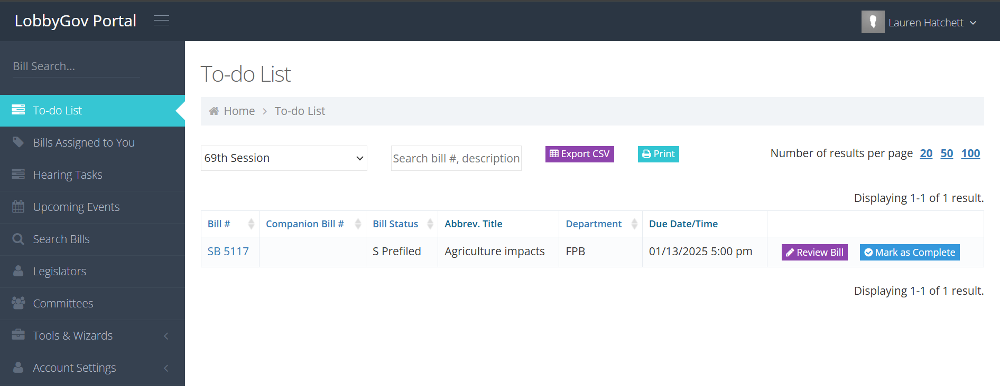 LobbyGov Portal
Lauren Hatchett
Bill Search...
To-do List
Bills Assigned to You
Hearing Tasks
Upcoming Events
Search Bills
Legislators
Committees
Tools & Wizards
Account Settings
To-do List
Home > To-do List
69th Session
Search bill #, description
Export CSV
Print
Number of results per page 20 50 100
Displaying 1-1 of 1 result.
Bill # Companion Bill # Bill Status Abbrev. Title Department Due Date/Time
SB 5117 S Prefiled Agriculture impacts FPB 01/13/2025 5:00 pm Review Bill Mark as Complete
Displaying 1-1 of 1 result.